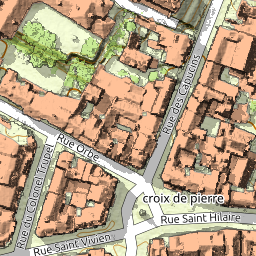 Rue des Capucins
Rue Orbe
Rue du Colonel Trupel
croix de pierre
Rue Saint Hilaire
Rue Saint Vivien